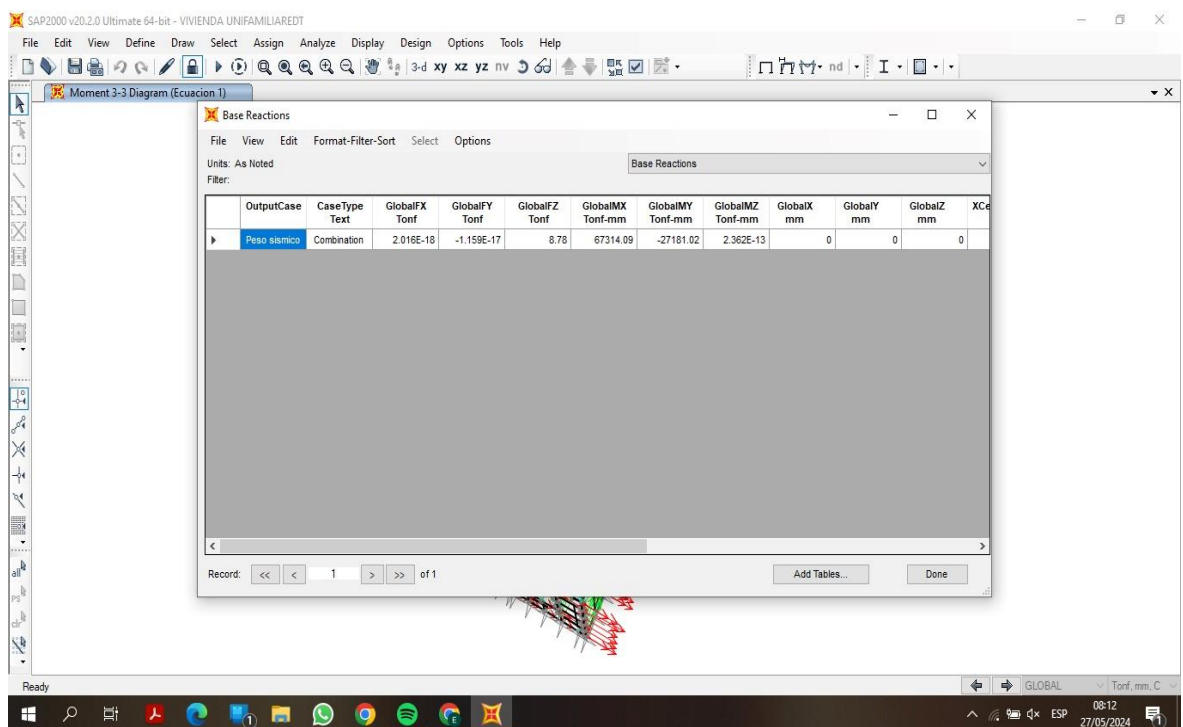 SAP2000 v20.2.0 Ultimate 64-bit - VIVIENDA UNIFAMILIAREDT
File Edit View Define Draw Select Assign Analyze Display Design Options Tools Help
3-d xy xz yz nv nd
Moment 3-3 Diagram (Ecuacion 1)
Base Reactions
File View Edit Format-Filter-Sort Select Options
Units: As Noted Base Reactions
Filter:
OutputCase CaseType GlobalFX GlobalFY GlobalFZ GlobalMX GlobalMY GlobalMZ GlobalX GlobalY GlobalZ XCe
Text Tonf Tonf Tonf Tonf-mm Tonf-mm Tonf-mm mm mm mm
Peso sismico Combination 2.016E-18 -1.159E-17 8.78 67314.09 -27181.02 2.362E-13 0 0 0
Record: << < 1 > >> of 1 Add Tables... Done
all
ps
clr
Ready GLOBAL Tonf, mm, C
ESP 08:12
27/05/2024